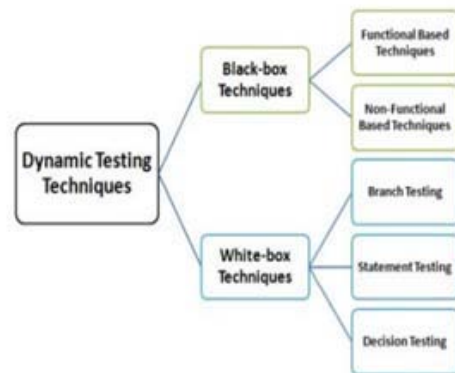 Dynamic Testing
Techniques
Black-box
Techniques
Functional Based
Techniques
Non-Functional
Based Techniques
White-box
Techniques
Branch Testing
Statement Testing
Decision Testing